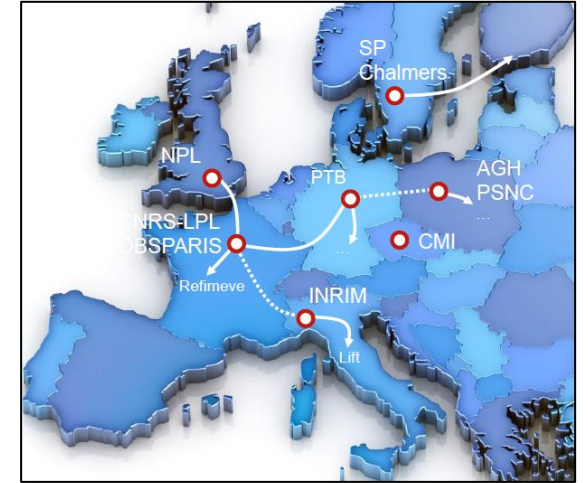 SP
Chalmers
NPL
PTB
AGH
PSNC
...
CNRS-LPL
OBSPARIS
...
CMI
Refimeve
INRIM
Lift